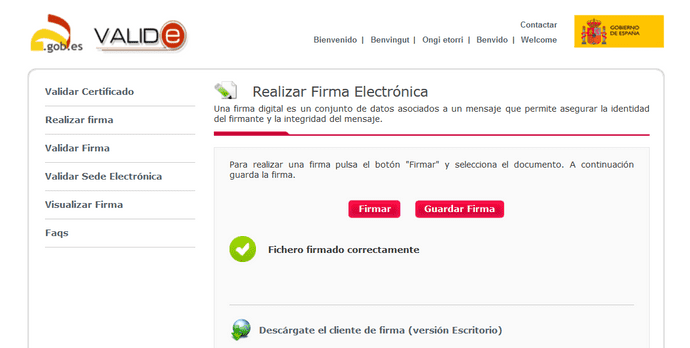 .gob.es
VALIDe
Contactar
Bienvenido | Benvingut | Ongi etorri | Benvido | Welcome
GOBIERNO
DE ESPAÑA
Validar Certificado
Realizar firma
Validar Firma
Validar Sede Electrónica
Visualizar Firma
Faqs
Realizar Firma Electrónica
Una firma digital es un conjunto de datos asociados a un mensaje que permite asegurar la identidad
del firmante y la integridad del mensaje.
Para realizar una firma pulsa el botón "Firmar" y selecciona el documento. A continuación
guarda la firma.
Firmar
Guardar Firma
Fichero firmado correctamente
Descárgate el cliente de firma (versión Escritorio)